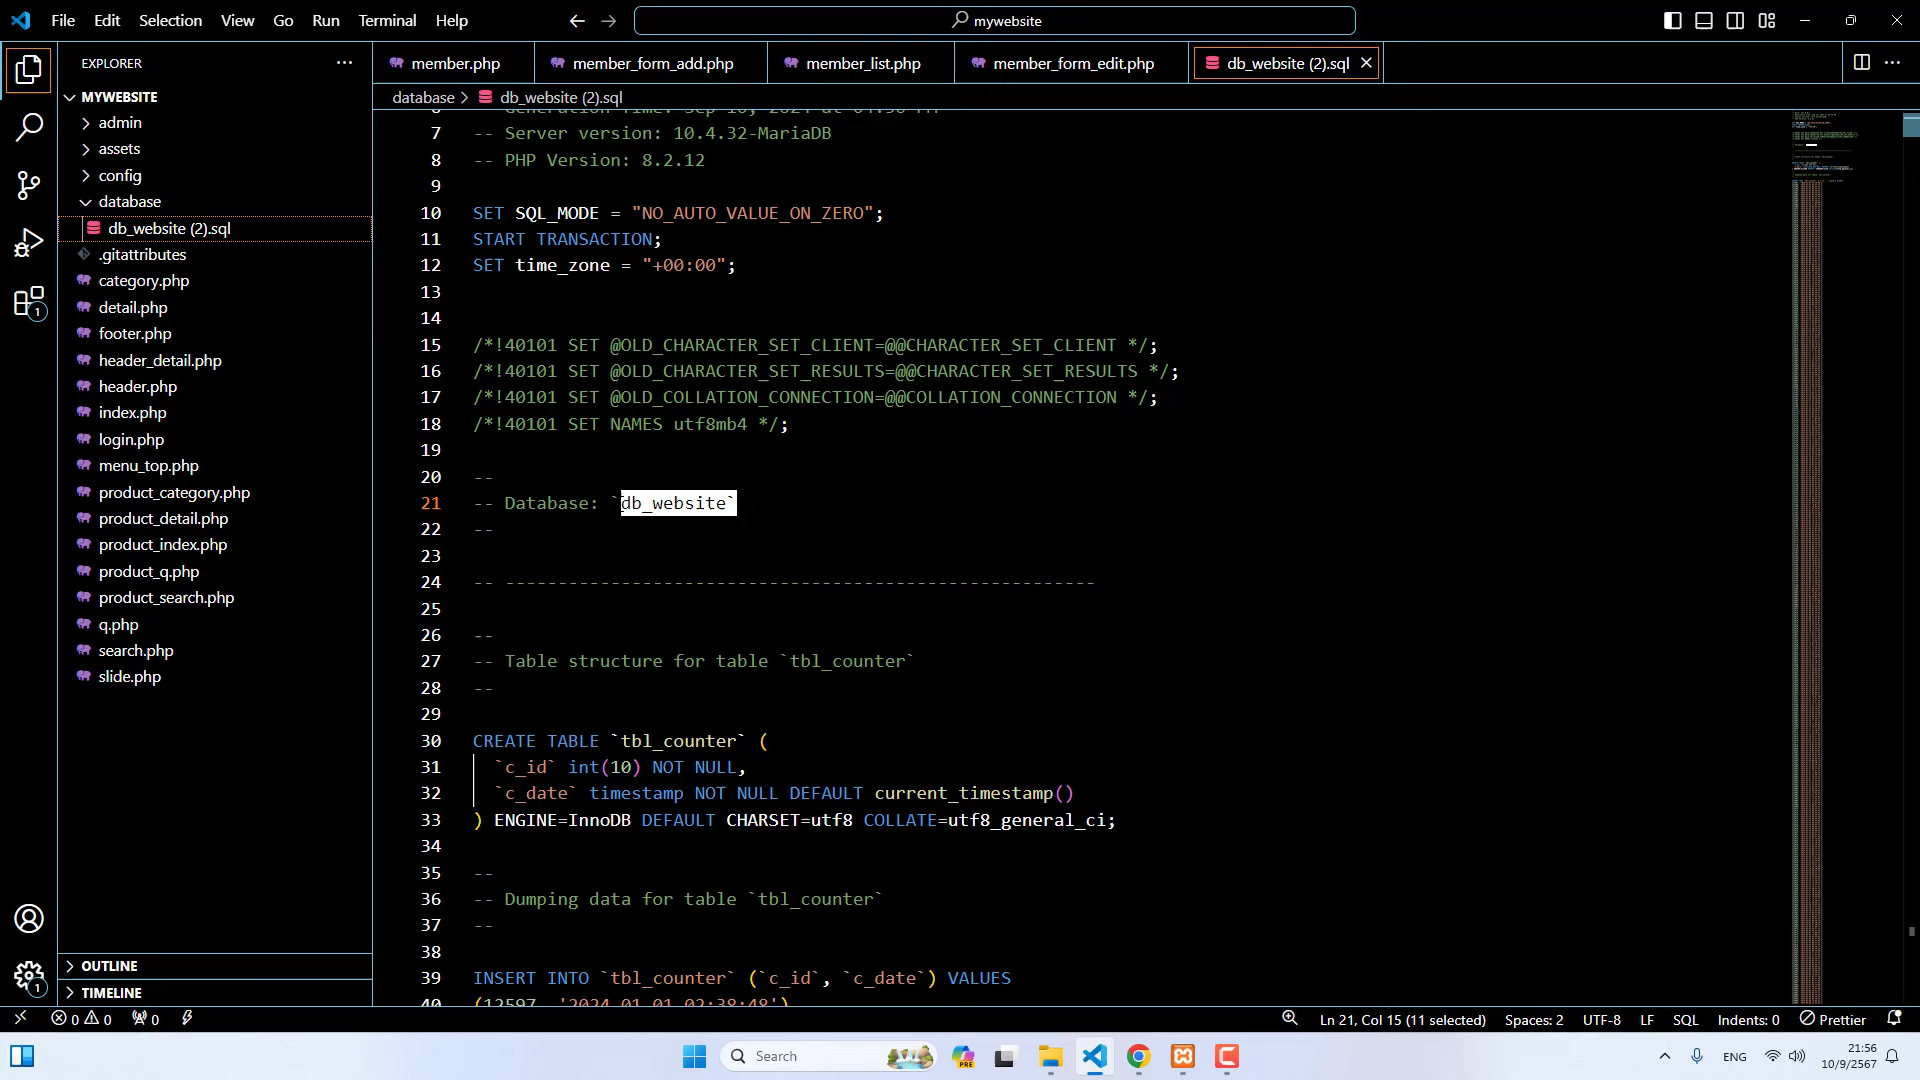 File Edit Selection View Go Run Terminal Help
mywebsite
EXPLORER
MYWEBSITE
admin
assets
config
database
db_website (2).sql
.gitattributes
category.php
detail.php
footer.php
header_detail.php
header.php
index.php
login.php
menu_top.php
product_category.php
product_detail.php
product_index.php
product_q.php
product_search.php
q.php
search.php
slide.php
OUTLINE
TIMELINE
1
1
member.php member_form_add.php member_list.php member_form_edit.php db_website (2).sql
database > db_website (2).sql
7 -- Server version: 10.4.32-MariaDB
8 -- PHP Version: 8.2.12
9
10 SET SQL_MODE = "NO_AUTO_VALUE_ON_ZERO";
11 START TRANSACTION;
12 SET time_zone = "+00:00";
13
14
15 /*!40101 SET @OLD_CHARACTER_SET_CLIENT=@@CHARACTER_SET_CLIENT */;
16 /*!40101 SET @OLD_CHARACTER_SET_RESULTS=@@CHARACTER_SET_RESULTS */;
17 /*!40101 SET @OLD_COLLATION_CONNECTION=@@COLLATION_CONNECTION */;
18 /*!40101 SET NAMES utf8mb4 */;
19
20 --
21 -- Database: `db_website`
22 --
23
24 -- --------------------------------------------------------
25
26 --
27 -- Table structure for table `tbl_counter`
28 --
29
30 CREATE TABLE `tbl_counter` (
31 `c_id` int(10) NOT NULL,
32 `c_date` timestamp NOT NULL DEFAULT current_timestamp()
33 ) ENGINE=InnoDB DEFAULT CHARSET=utf8 COLLATE=utf8_general_ci;
34
35 --
36 -- Dumping data for table `tbl_counter`
37 --
38
39 INSERT INTO `tbl_counter` (`c_id`, `c_date`) VALUES
40 (12597, '2024-01-01 02:38:48'),
0 0 0 Ln 21, Col 15 (11 selected) Spaces: 2 UTF-8 LF SQL Indents: 0 Prettier
Search PRE ENG 21:56
10/9/2567